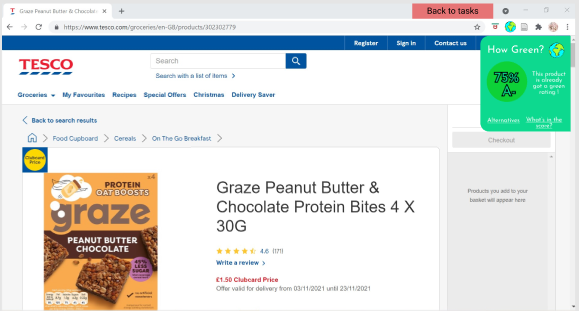 Back to tasks
Graze Peanut Butter & Chocolate
https://www.tesco.com/groceries/en-GB/products/302302779
Register Sign in Contact us
TESCO
Search
Search with a list of items
Groceries My Favourites Recipes Special Offers Christmas Delivery Saver
How Green?
75%
A
This product
is already
got a green
rating!
Alternatives
What's in the
score?
Checkout
Back to search results
Food Cupboard Cereals On The Go Breakfast
Clubcard
Price
PROTEIN
OAT BOOSTS
graze
PEANUT BUTTER
CHOCOLATE
LESS
SUGAR
Graze Peanut Butter &
Chocolate Protein Bites 4 X
30G
4.6 (171)
Write a review
£1.50 Clubcard Price
Offer valid for delivery from 03/11/2021 until 23/11/2021
Products you add to your
basket will appear here